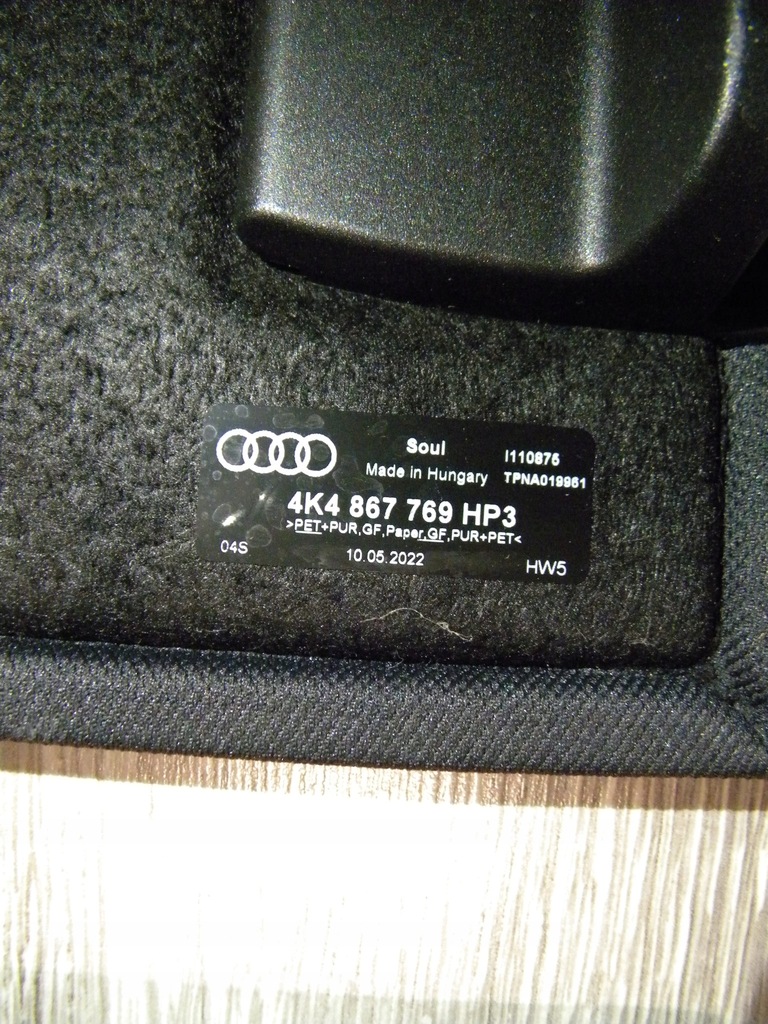 Soul I110875
Made in Hungary TPNA019961
4K4 867 769 HP3
>PET+PUR,GF,Paper,GF,PUR+PET<
04S 10.05.2022 HW5